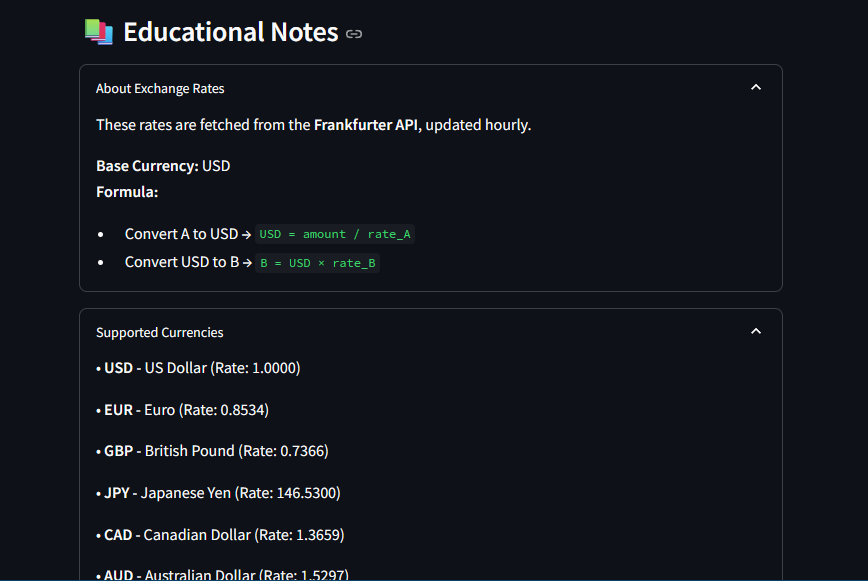 Educational Notes
About Exchange Rates
These rates are fetched from the Frankfurter API, updated hourly.
Base Currency: USD
Formula:
• Convert A to USD → USD = amount / rate_A
• Convert USD to B → B = USD × rate_B
Supported Currencies
• USD - US Dollar (Rate: 1.0000)
• EUR - Euro (Rate: 0.8534)
• GBP - British Pound (Rate: 0.7366)
• JPY - Japanese Yen (Rate: 146.5300)
• CAD - Canadian Dollar (Rate: 1.3659)
• AUD - Australian Dollar (Rate: 1.5297)